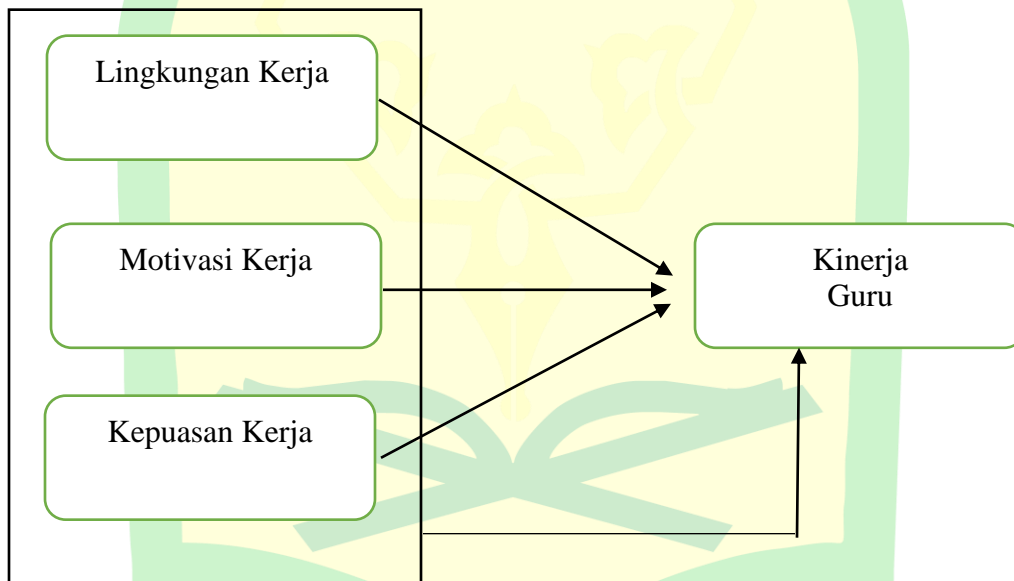 Lingkungan Kerja
Motivasi Kerja
Kinerja
Guru
Kepuasan Kerja